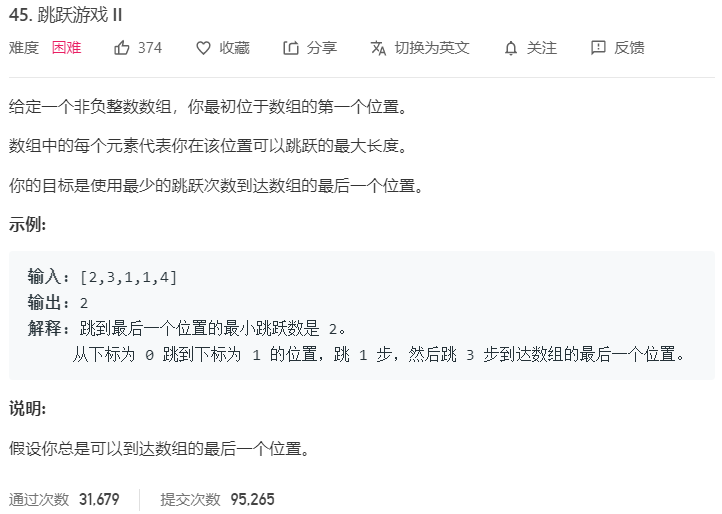 45. 跳跃游戏 II
难度 困难 374 收藏 分享 切换为英文 关注 反馈
给定一个非负整数数组，你最初位于数组的第一个位置。
数组中的每个元素代表你在该位置可以跳跃的最大长度。
你的目标是使用最少的跳跃次数到达数组的最后一个位置。
示例:
输入: [2,3,1,1,4]
输出: 2
解释: 跳到最后一个位置的最小跳跃数是 2。
从下标为 0 跳到下标为 1 的位置，跳 1 步，然后跳 3 步到达数组的最后一个位置。
说明:
假设你总是可以到达数组的最后一个位置。
通过次数 31,679 提交次数 95,265